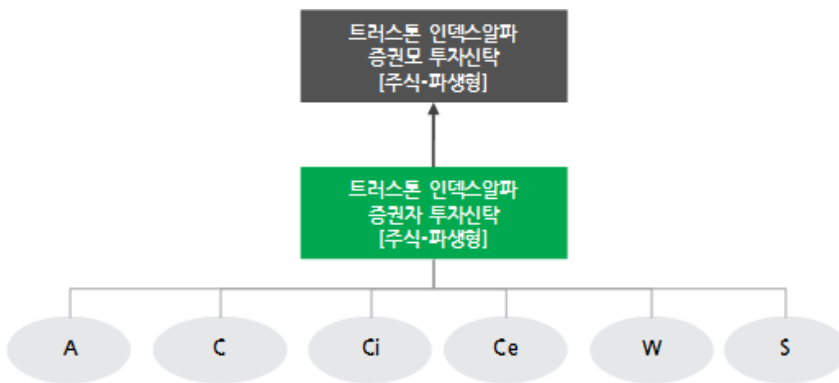 트러스톤 인덱스알파
증권모 투자신탁
[주식-파생형]
트러스톤 인덱스알파
증권자 투자신탁
[주식-파생형]
A C Ci Ce W S